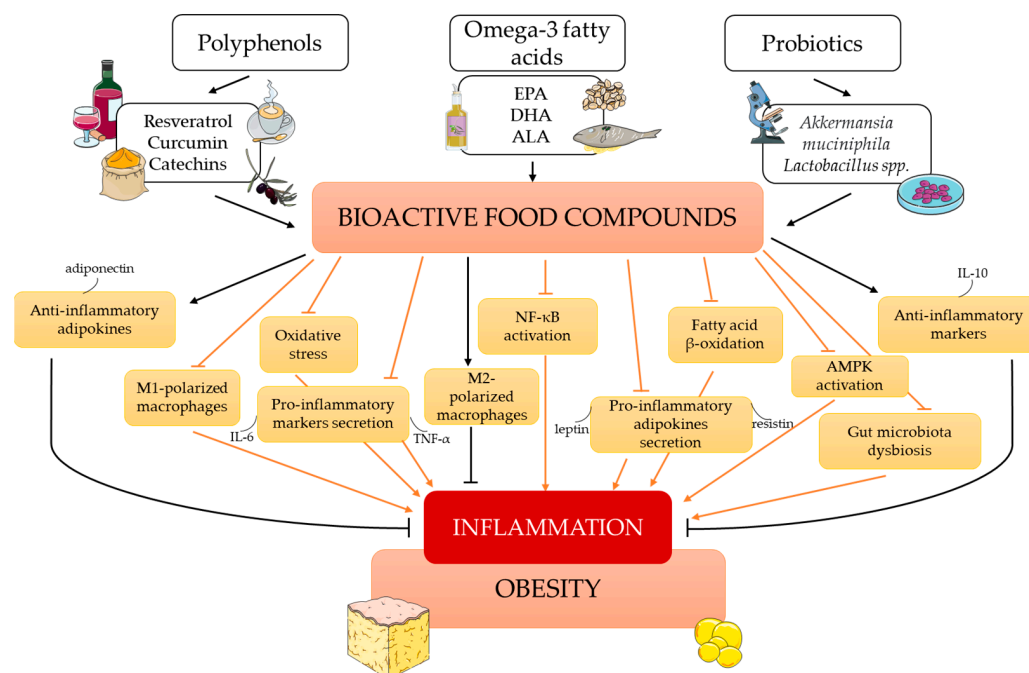 Polyphenols
Omega-3 fatty
acids
Probiotics
Resveratrol
Curcumin
Catechins
EPA
DHA
ALA
Akkermansia
muciniphila
Lactobacillus spp.
BIOACTIVE FOOD COMPOUNDS
adiponectin
IL-10
Anti-inflammatory
adipokines
Oxidative
stress
NF-κB
activation
Fatty acid
β-oxidation
Anti-inflammatory
markers
M1-polarized
macrophages
Pro-inflammatory
markers secretion
IL-6
TNF-α
M2-
polarized
macrophages
Pro-inflammatory
adipokines
secretion
leptin
resistin
AMPK
activation
Gut microbiota
dysbiosis
INFLAMMATION
OBESITY